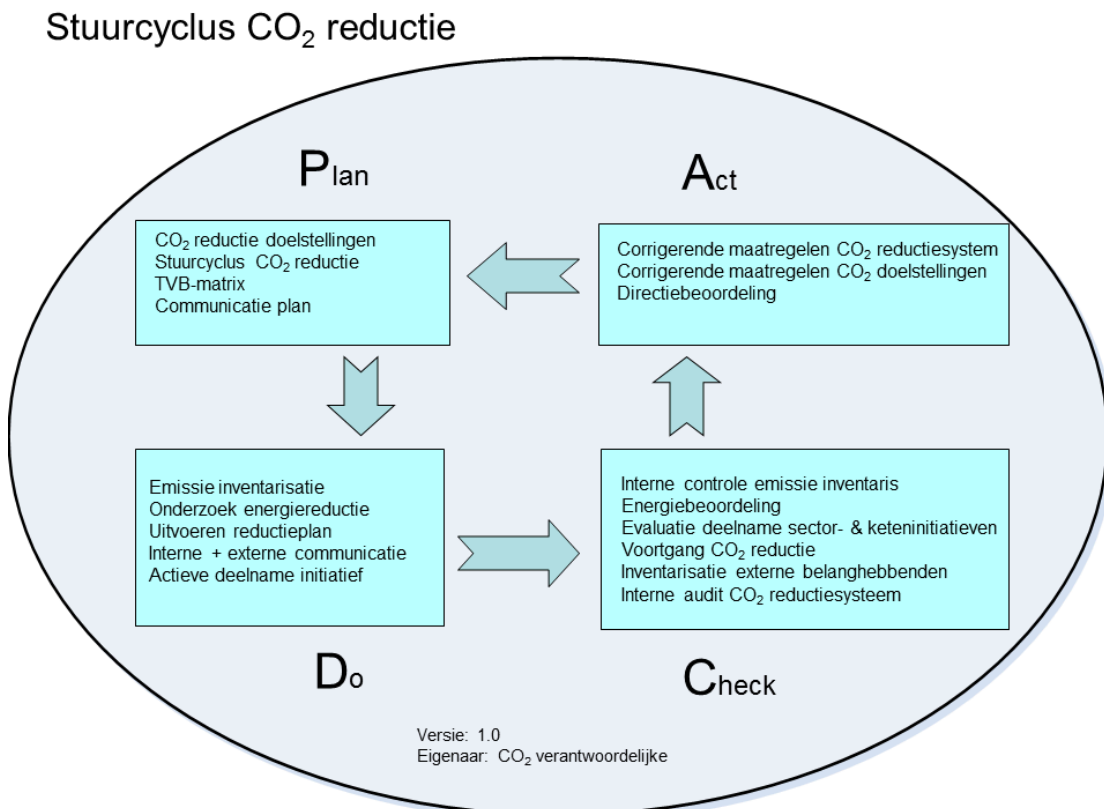 Stuurcyclus CO₂ reductie
Plan
CO₂ reductie doelstellingen
Stuurcyclus CO₂ reductie
TVB-matrix
Communicatie plan
Act
Corrigerende maatregelen CO₂ reductiesystem
Corrigerende maatregelen CO₂ doelstellingen
Directiebeoordeling
Emissie inventarisatie
Onderzoek energiereductie
Uitvoeren reductieplan
Interne + externe communicatie
Actieve deelname initiatief
Do
Interne controle emissie inventaris
Energiebeoordeling
Evaluatie deelname sector- & keteninitiatieven
Voortgang CO₂ reductie
Inventarisatie externe belanghebbenden
Interne audit CO₂ reductiesysteem
Check
Versie: 1.0
Eigenaar: CO₂ verantwoordelijke